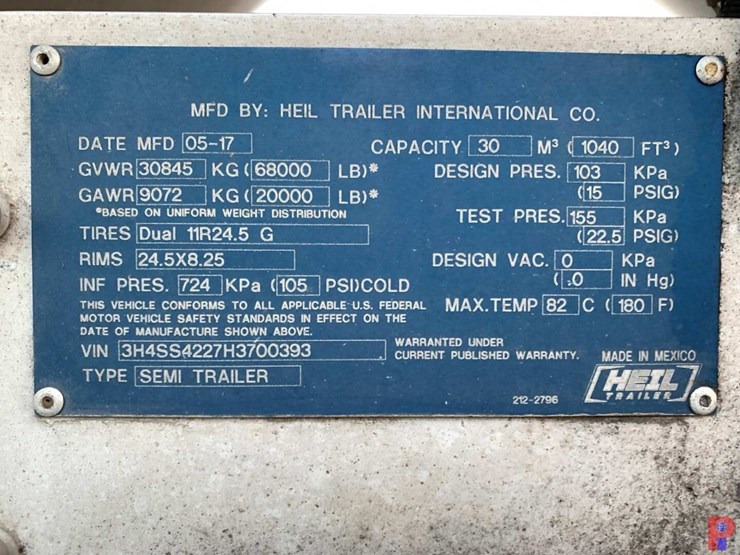 MFD BY: HEIL TRAILER INTERNATIONAL CO.
DATE MFD 05-17 CAPACITY 30 M³ (1040 FT³)
GVWR 30845 KG (68000 LB)* DESIGN PRES. 103 KPa
(15 PSIG)
GAWR 9072 KG (20000 LB)*
*BASED ON UNIFORM WEIGHT DISTRIBUTION
TEST PRES. 155 KPa
(22.5 PSIG)
TIRES Dual 11R24.5 G
RIMS 24.5X8.25 DESIGN VAC. 0 KPa
(.0 IN Hg)
INF PRES. 724 KPa (105 PSI)COLD
MAX.TEMP 82 C (180 F)
THIS VEHICLE CONFORMS TO ALL APPLICABLE U.S. FEDERAL
MOTOR VEHICLE SAFETY STANDARDS IN EFFECT ON THE
DATE OF MANUFACTURE SHOWN ABOVE.
VIN 3H4SS4227H3700393
WARRANTED UNDER
CURRENT PUBLISHED WARRANTY.
MADE IN MEXICO
TYPE SEMI TRAILER
HEIL
TRAILER
212-2796